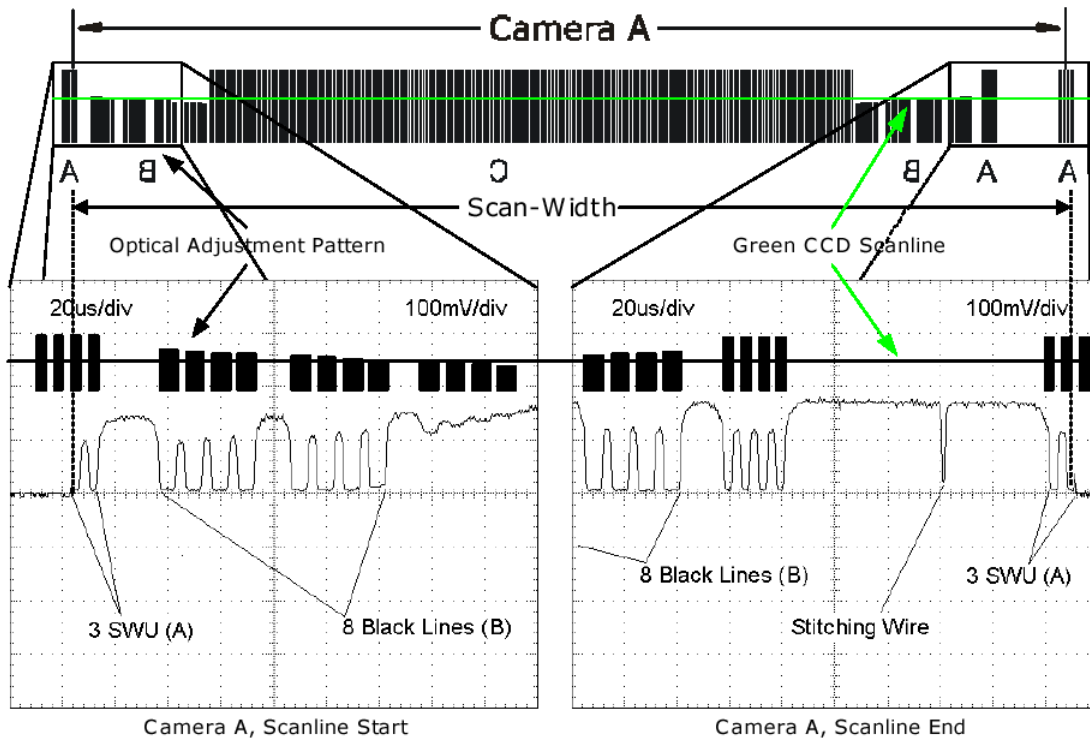 Camera A
A B C B A A
Scan-Width
Optical Adjustment Pattern
Green CCD Scanline
20us/div
100mV/div
20us/div
100mV/div
3 SWU (A)
8 Black Lines (B)
8 Black Lines (B)
Stitching Wire
3 SWU (A)
Camera A, Scanline Start
Camera A, Scanline End